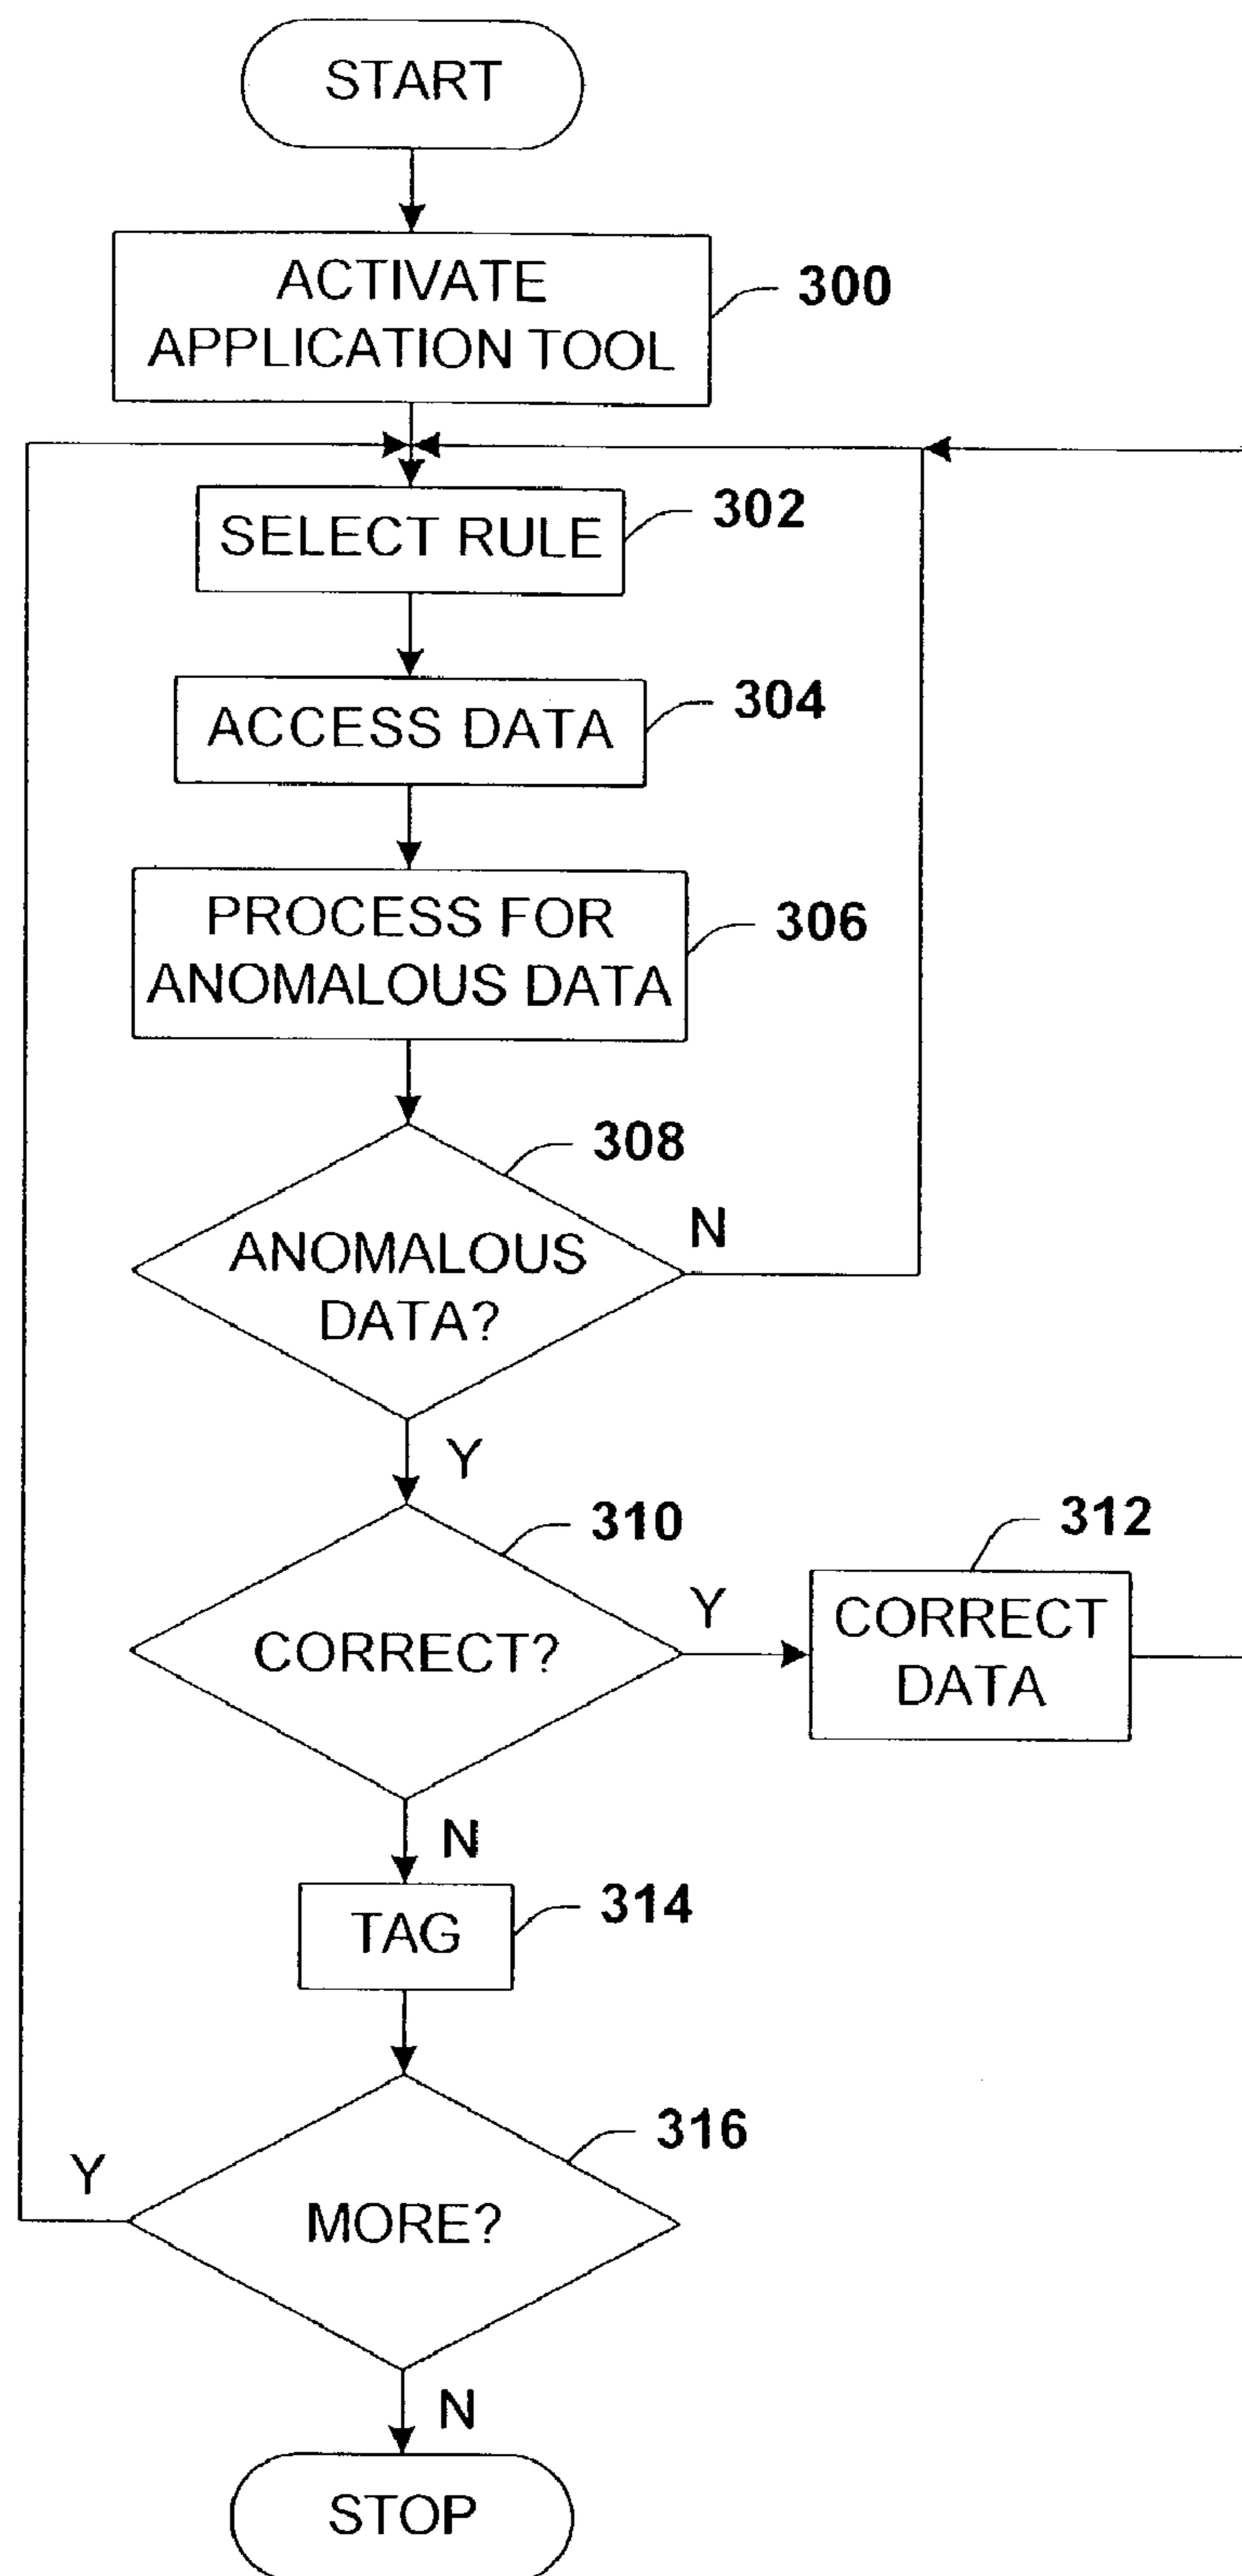 START
ACTIVATE
APPLICATION TOOL
300
SELECT RULE
302
ACCESS DATA
304
PROCESS FOR
ANOMALOUS DATA
306
308
ANOMALOUS
DATA?
N
Y
310
CORRECT?
Y
312
CORRECT
DATA
N
TAG
314
316
Y
MORE?
N
STOP